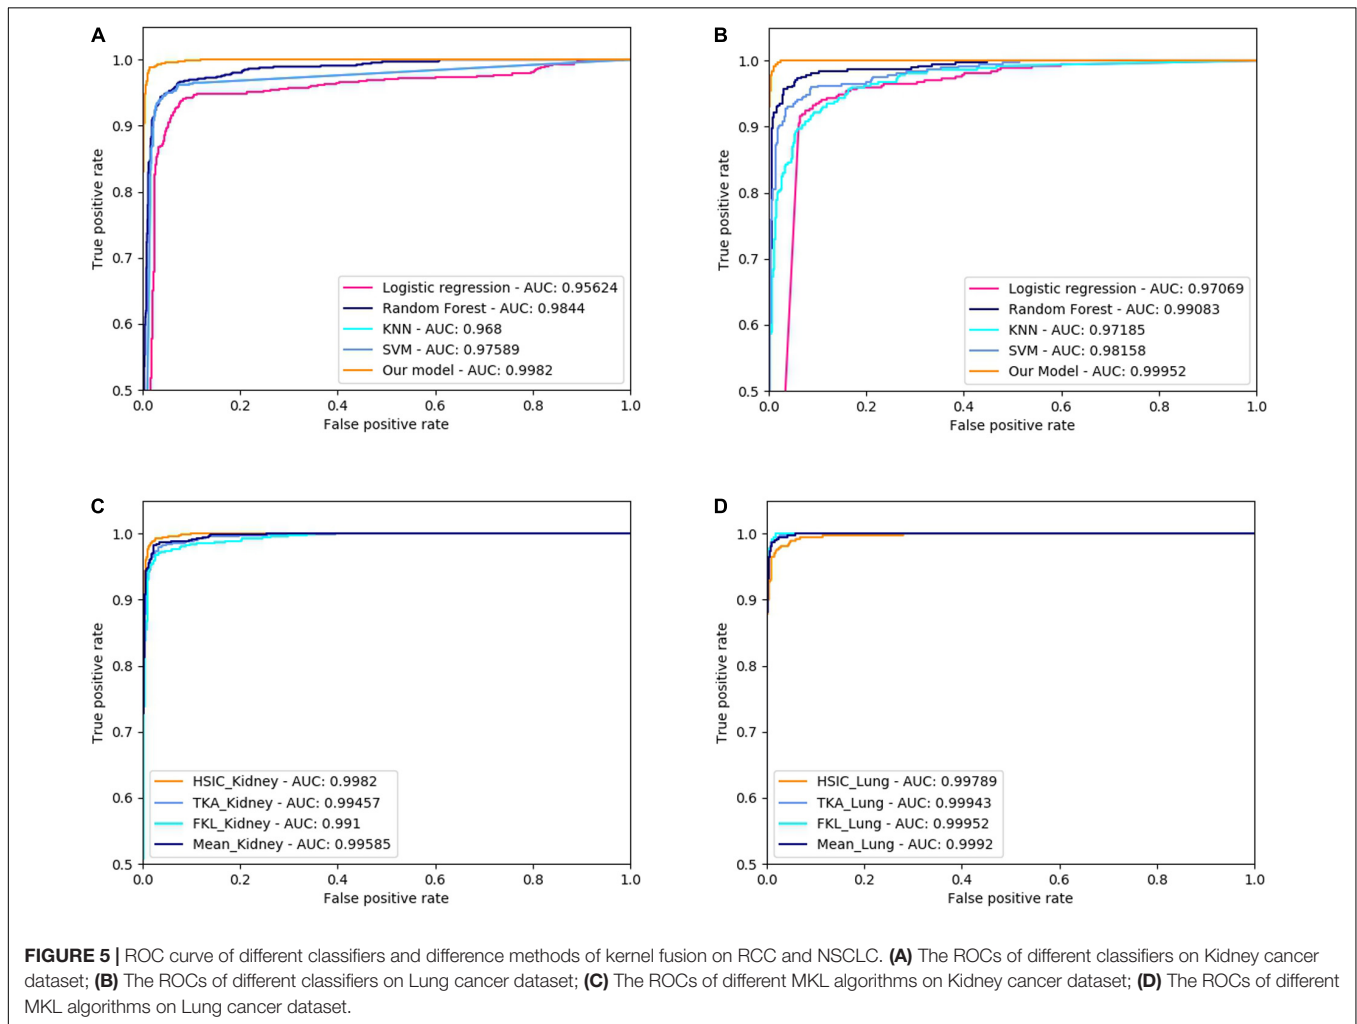 A
1.0
0.9
0.8
0.7
0.6
0.5
True positive rate
Logistic regression - AUC: 0.95624
Random Forest - AUC: 0.9844
KNN - AUC: 0.968
SVM - AUC: 0.97589
Our model - AUC: 0.9982
0.0 0.2 0.4 0.6 0.8 1.0
False positive rate
B
1.0
0.9
0.8
0.7
0.6
0.5
True positive rate
Logistic regression - AUC: 0.97069
Random Forest - AUC: 0.99083
KNN - AUC: 0.97185
SVM - AUC: 0.98158
Our Model - AUC: 0.99952
0.0 0.2 0.4 0.6 0.8 1.0
False positive rate
C
1.0
0.9
0.8
0.7
0.6
0.5
True positive rate
HSIC_Kidney - AUC: 0.9982
TKA_Kidney - AUC: 0.99457
FKL_Kidney - AUC: 0.991
Mean_Kidney - AUC: 0.99585
0.0 0.2 0.4 0.6 0.8 1.0
False positive rate
D
1.0
0.9
0.8
0.7
0.6
0.5
True positive rate
HSIC_Lung - AUC: 0.99789
TKA_Lung - AUC: 0.99943
FKL_Lung - AUC: 0.99952
Mean_Lung - AUC: 0.9992
0.0 0.2 0.4 0.6 0.8 1.0
False positive rate
FIGURE 5 | ROC curve of different classifiers and difference methods of kernel fusion on RCC and NSCLC. (A) The ROCs of different classifiers on Kidney cancer
dataset; (B) The ROCs of different classifiers on Lung cancer dataset; (C) The ROCs of different MKL algorithms on Kidney cancer dataset; (D) The ROCs of different
MKL algorithms on Lung cancer dataset.